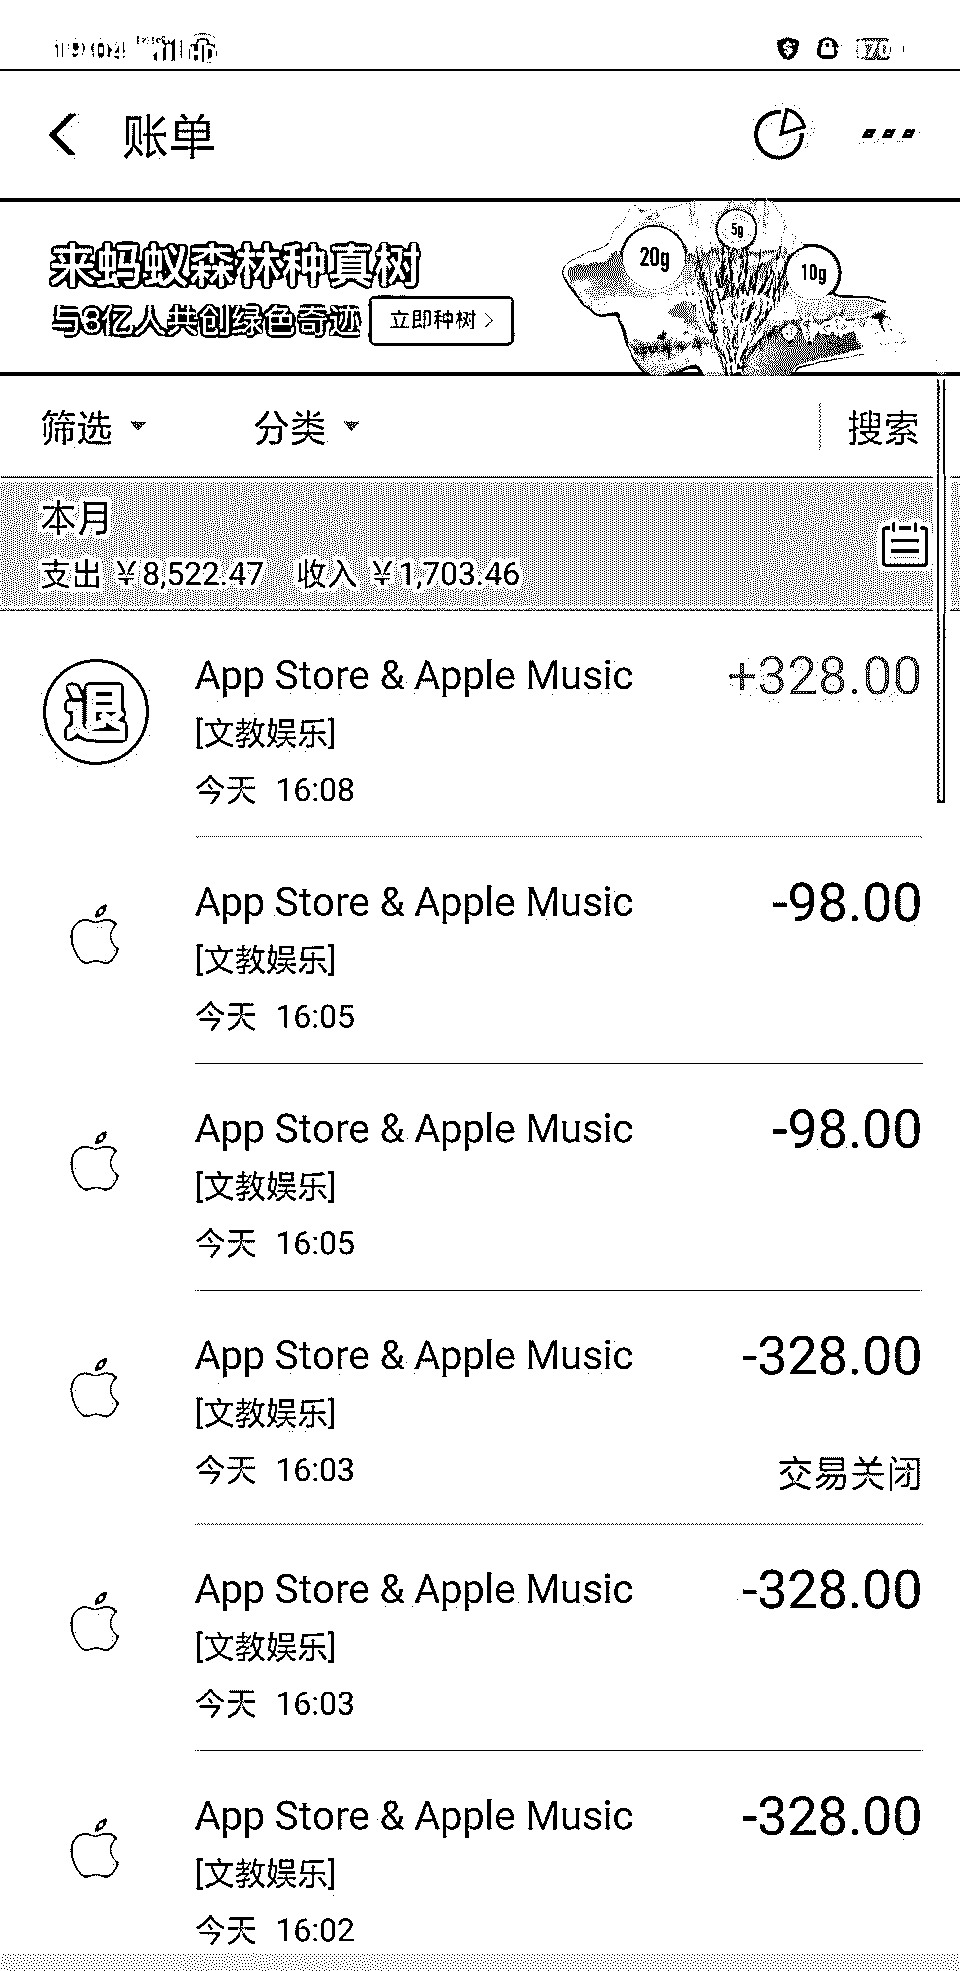 19:04
账单
来蚂蚁森林种真树
20g
5g
10g
与8亿人共创绿色奇迹
立即种树
筛选
分类
搜索
本月
支出 ￥8,522.47 收入 ￥1,703.46
退
App Store & Apple Music +328.00
[文教娱乐]
今天 16:08
App Store & Apple Music -98.00
[文教娱乐]
今天 16:05
App Store & Apple Music -98.00
[文教娱乐]
今天 16:05
App Store & Apple Music -328.00
[文教娱乐]
今天 16:03 交易关闭
App Store & Apple Music -328.00
[文教娱乐]
今天 16:03
App Store & Apple Music -328.00
[文教娱乐]
今天 16:02